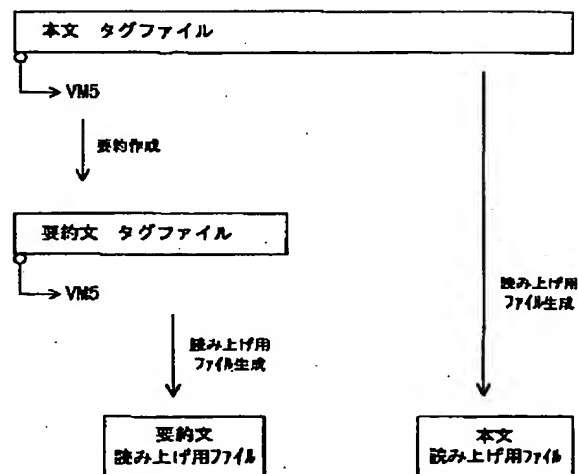 本文 タグファイル
VM5
要約作成
要約文 タグファイル
VM5
読み上げ用
ファイル生成
読み上げ用
ファイル生成
要約文
読み上げ用ファイル
本文
読み上げ用ファイル